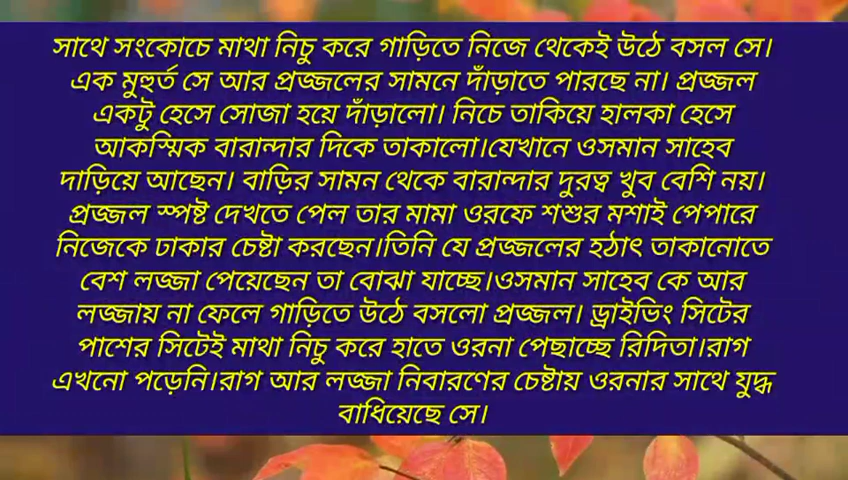 সাথে সংকোচে মাথা নিচু করে গাড়িতে নিজে থেকেই উঠে বসল সে।
এক মুহুর্ত সে আর প্রজ্জলের সামনে দাঁড়াতে পারছে না। প্রজ্জল
একটু হেসে সোজা হয়ে দাঁড়ালো। নিচে তাকিয়ে হালকা হেসে
আকস্মিক বারান্দার দিকে তাকালো।যেখানে ওসমান সাহেব
দাড়িয়ে আছেন। বাড়ির সামন থেকে বারান্দার দুরত্ব খুব বেশি নয়।
প্রজ্জল স্পষ্ট দেখতে পেল তার মামা ওরফে শশুর মশাই পেপারে
নিজেকে ঢাকার চেষ্টা করছেন।তিনি যে প্রজ্জলের হঠাৎ তাকানোতে
বেশ লজ্জা পেয়েছেন তা বোঝা যাচ্ছে।ওসমান সাহেব কে আর
লজ্জায় না ফেলে গাড়িতে উঠে বসলো প্রজ্জল। ড্রাইভিং সিটের
পাশের সিটেই মাথা নিচু করে হাতে ওরনা পেছাচ্ছে রিদিতা।রাগ
এখনো পড়েনি।রাগ আর লজ্জা নিবারণের চেষ্টায় ওরনার সাথে যুদ্ধ
বাধিয়েছে সে।